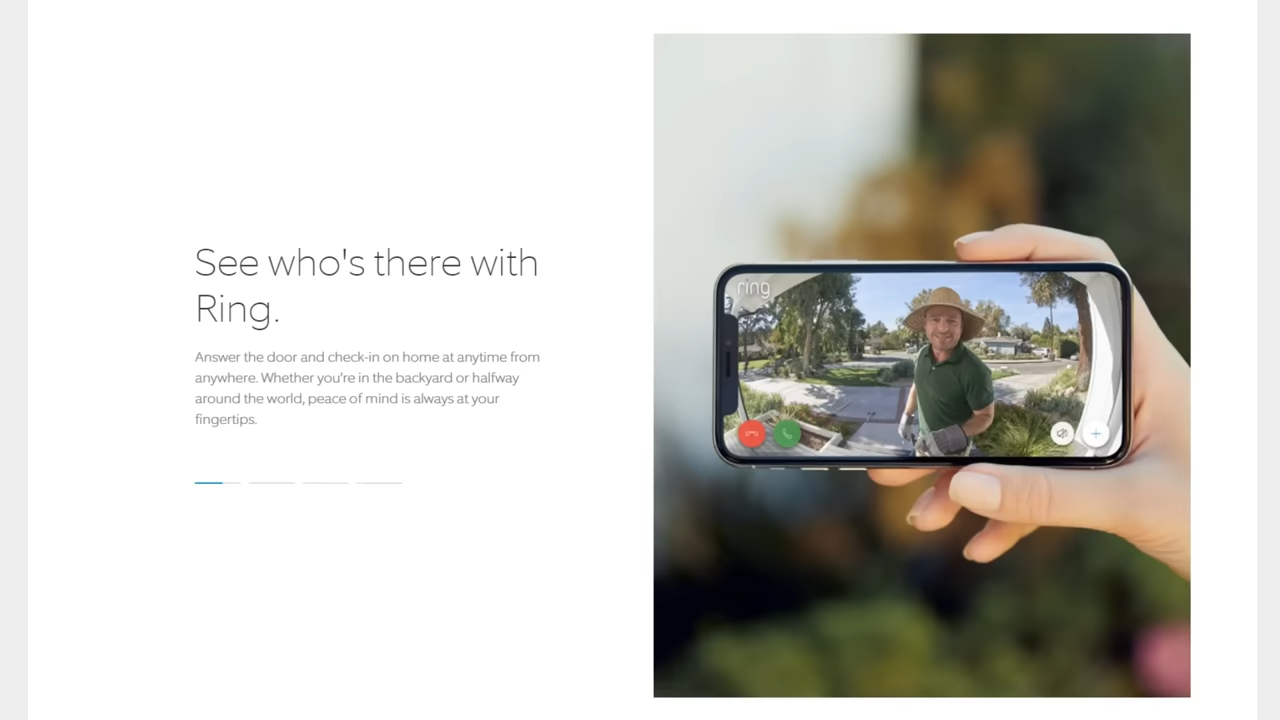 See who's there with
Ring.
Answer the door and check-in on home at anytime from
anywhere. Whether you're in the backyard or halfway
around the world, peace of mind is always at your
fingertips.
ring